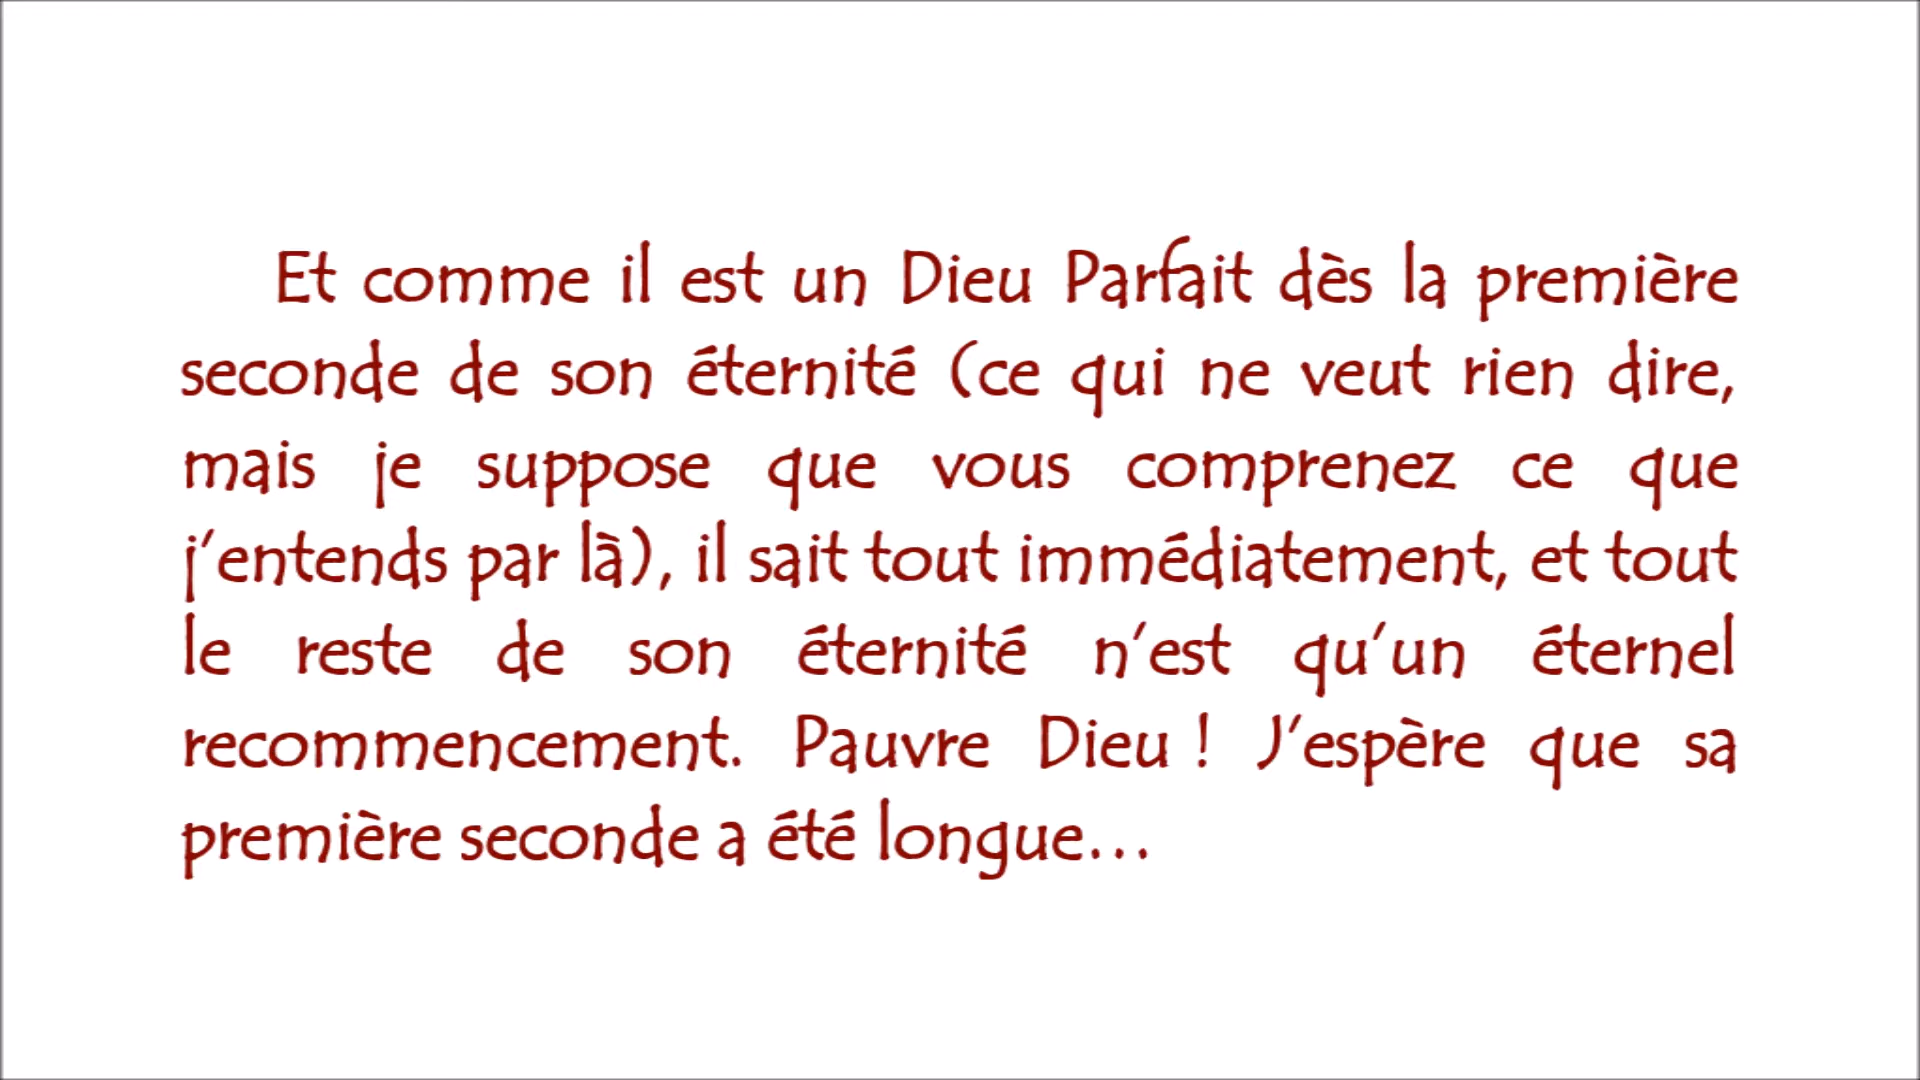 Et comme il est un Dieu Parfait dès la première
seconde de son éternité (ce qui ne veut rien dire,
mais je suppose que vous comprenez ce que
j’entends par là), il sait tout immédiatement, et tout
le reste de son éternité n’est qu’un éternel
recommencement. Pauvre Dieu ! J’espère que sa
première seconde a été longue…